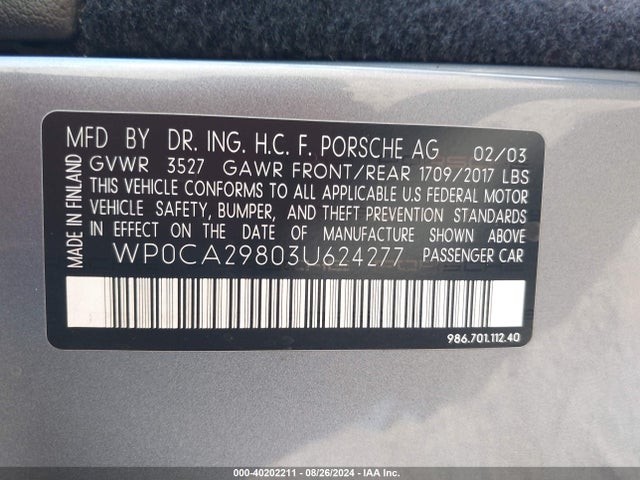 MFD BY DR. ING. H.C. F. PORSCHE AG 02/03
GVWR 3527 GAWR FRONT/REAR 1709/2017 LBS
THIS VEHICLE CONFORMS TO ALL APPLICABLE U.S FEDERAL MOTOR
VEHICLE SAFETY, BUMPER, AND THEFT PREVENTION STANDARDS
IN EFFECT ON THE DATE OF MANUFACTURE SHOWN ABOVE
WP0CA29803U624277 PASSENGER CAR
MADE IN FINLAND
986.701.112.40
000-40202211 - 08/26/2024 - IAA Inc.